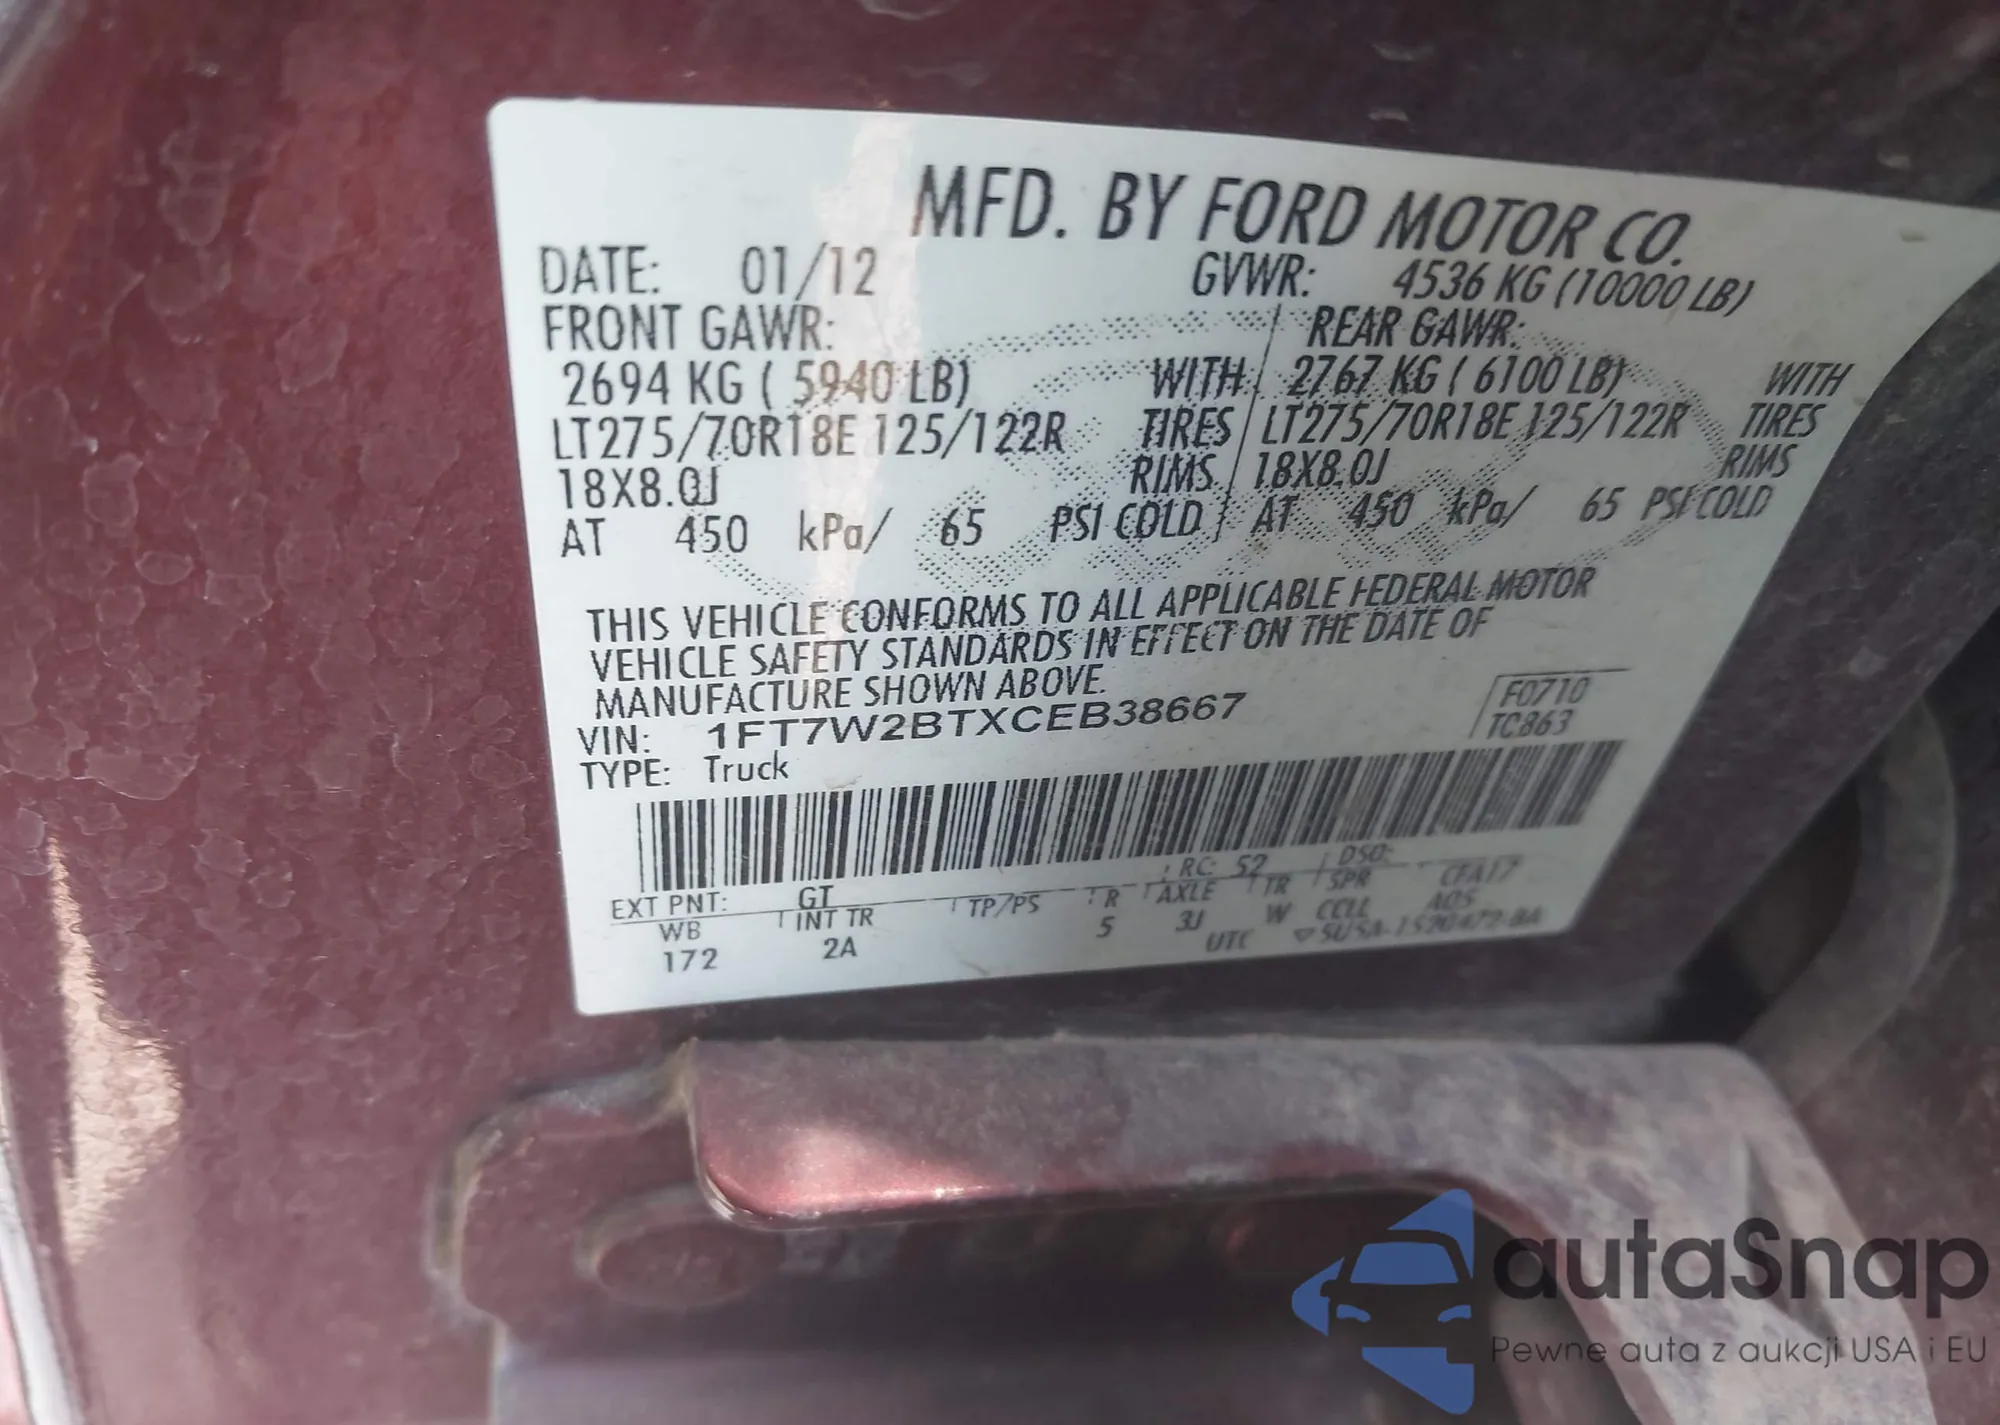 MFD. BY FORD MOTOR CO.
DATE: 01/12 GVWR: 4536 KG (10000 LB)
FRONT GAWR: REAR GAWR:
2694 KG ( 5940 LB) WITH 2767 KG ( 6100 LB) WITH
LT275/70R18E 125/122R TIRES LT275/70R18E 125/122R TIRES
18X8.0J RIMS 18X8.0J RIMS
AT 450 kPa/ 65 PSI COLD AT 450 kPa/ 65 PSI COLD
THIS VEHICLE CONFORMS TO ALL APPLICABLE FEDERAL MOTOR
VEHICLE SAFETY STANDARDS IN EFFECT ON THE DATE OF
MANUFACTURE SHOWN ABOVE.
VIN: 1FT7W2BTXCEB38667
F0710
TC863
TYPE: Truck
EXT PNT: GT RC: 52 DSO:
WB INT TR TP/PS R AXLE TR SPR CFA17
172 2A 5 3J W CCLL A0S
UTC
autaSnap
Pewne auta z aukcji USA i EU